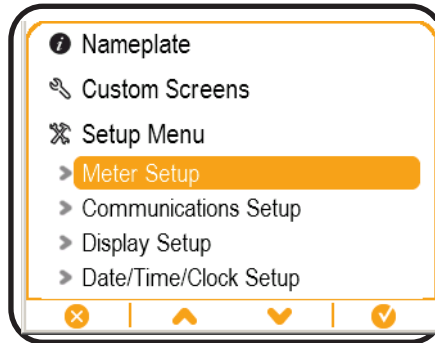 Nameplate
Custom Screens
Setup Menu
Meter Setup
Communications Setup
Display Setup
Date/Time/Clock Setup